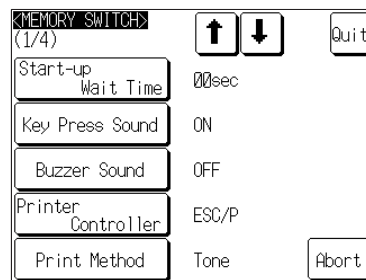 <MEMORY SWITCH>
(1/4)
Quit
Start-up
Wait Time
00sec
Key Press Sound
ON
Buzzer Sound
OFF
Printer
Controller
ESC/P
Print Method
Tone
Abort